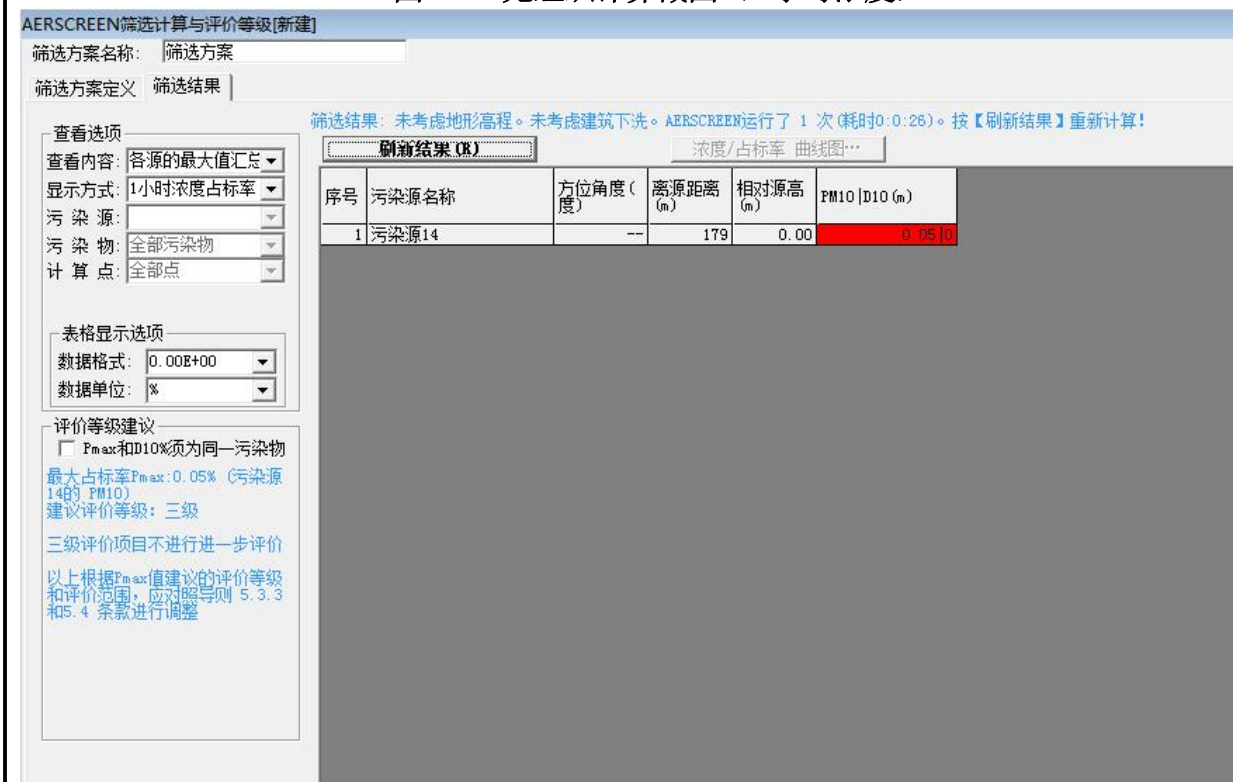 AERSCREEN筛选计算与评价等级[新建]
筛选方案名称: 筛选方案
筛选方案定义 筛选结果
筛选结果: 未考虑地形高程。未考虑建筑下洗。AERSCREEN运行了 1 次(耗时0:0:26)。按【刷新结果】重新计算!
刷新结果(R) 浓度/占标率 曲线图…
查看选项
查看内容: 各源的最大值汇总
显示方式: 1小时浓度占标率
污 染 源:
污 染 物: 全部污染物
计 算 点: 全部点
序号 污染源名称 方位角度(度) 离源距离(m) 相对源高(m) PM10|D10(m)
1 污染源14 -- 179 0.00 0.05|0
表格显示选项
数据格式: 0.00E+00
数据单位: %
评价等级建议
Pmax和D10%须为同一污染物
最大占标率Pmax:0.05% (污染源
14的 PM10)
建议评价等级: 三级
三级评价项目不进行进一步评价
以上根据Pmax值建议的评价等级
和评价范围,应对照导则 5.3.3
和5.4 条款进行调整